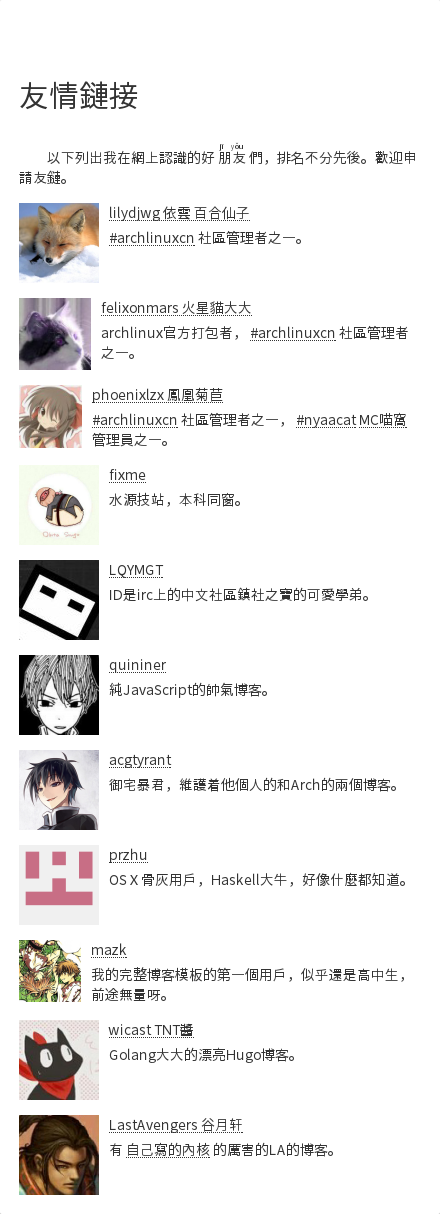 友情鏈接
jī yǒu
以下列出我在網上認識的好 朋友 們，排名不分先後。歡迎申
請友鏈。
lilydjwg 依雲 百合仙子
#archlinuxcn 社區管理者之一。
felixonmars 火星貓大大
archlinux官方打包者， #archlinuxcn 社區管理者
之一。
phoenixlzx 鳳凰菊苣
#archlinuxcn 社區管理者之一， #nyaacat MC喵窩
管理員之一。
fixme
水源技站，本科同窗。
LQYMGT
ID是irc上的中文社區鎮社之寶的可愛學弟。
quininer
純JavaScript的帥氣博客。
acgtyrant
御宅暴君，維護着他個人的和Arch的兩個博客。
przhu
OS X 骨灰用戶，Haskell大牛，好像什麼都知道。
mazk
我的完整博客模板的第一個用戶，似乎還是高中生，
前途無量呀。
wicast TNT醬
Golang大大的漂亮Hugo博客。
LastAvengers 谷月轩
有 自己寫的內核 的厲害的LA的博客。